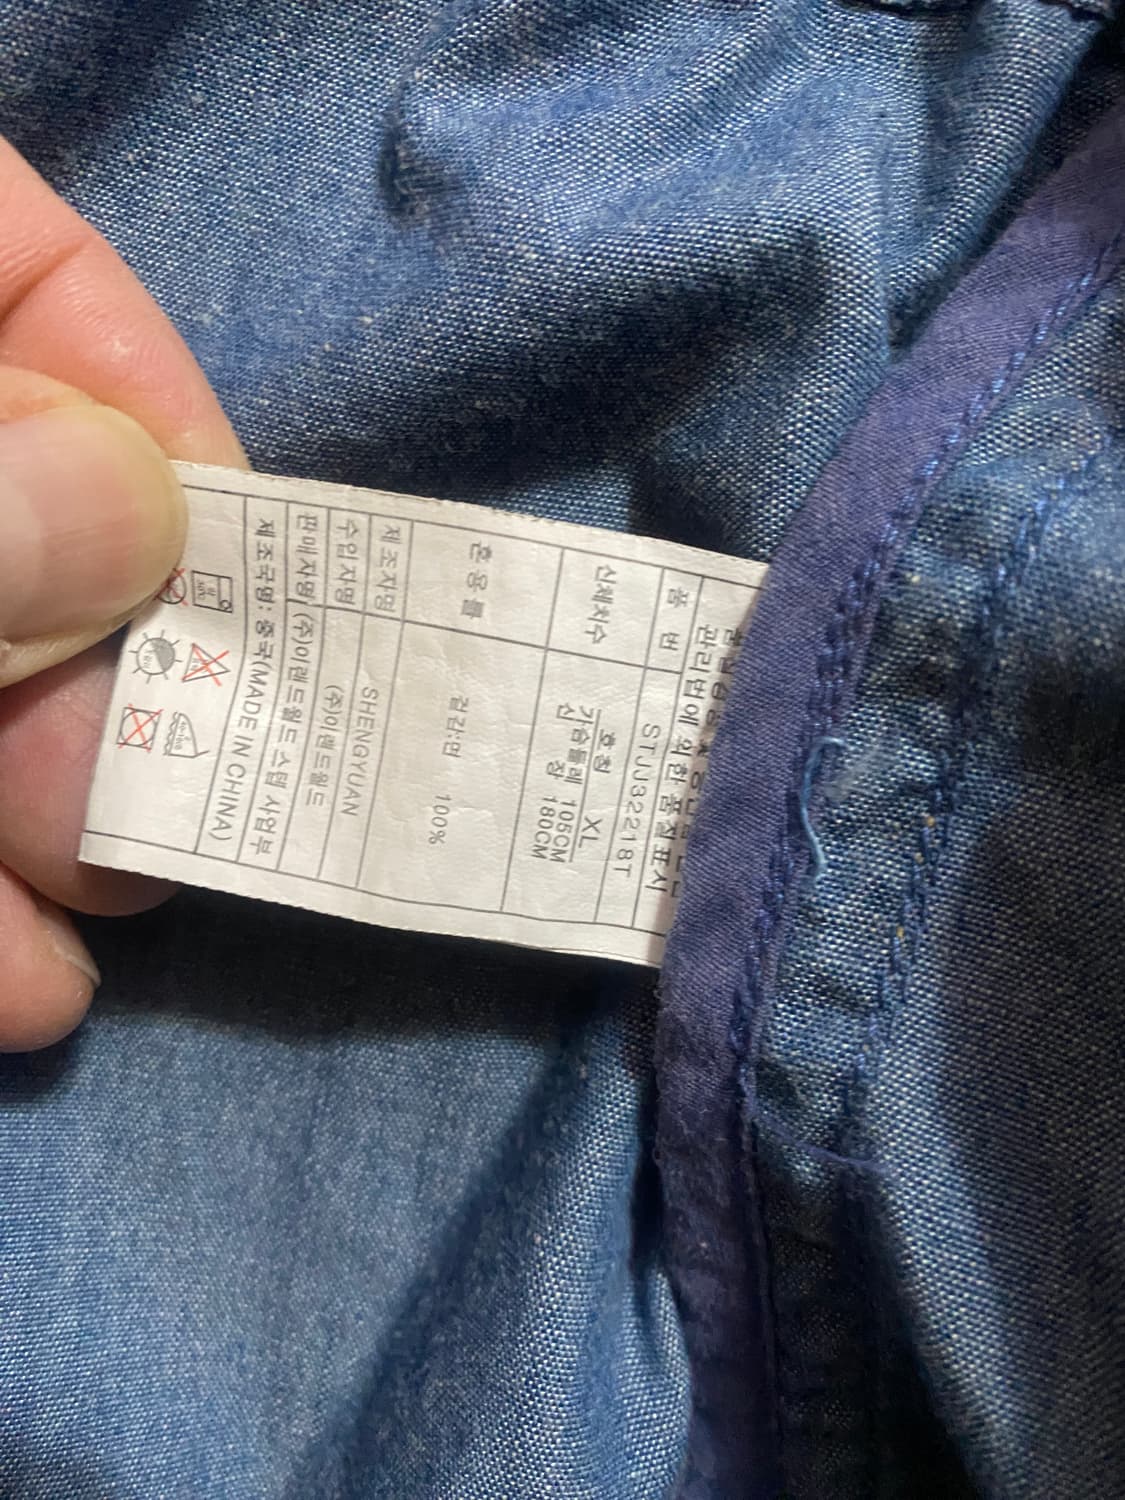 관리법에 의한 품질표시
품 번 STJJ32218T
신체치수 호칭 XL
가슴둘레 105CM
신 장 180CM
혼용률 겉감:면 100%
제조자명 SHENGYUAN
수입자명 (주)이랜드월드
판매자명 (주)이랜드월드 스탭 사업부
제조국명: 중국(MADE IN CHINA)